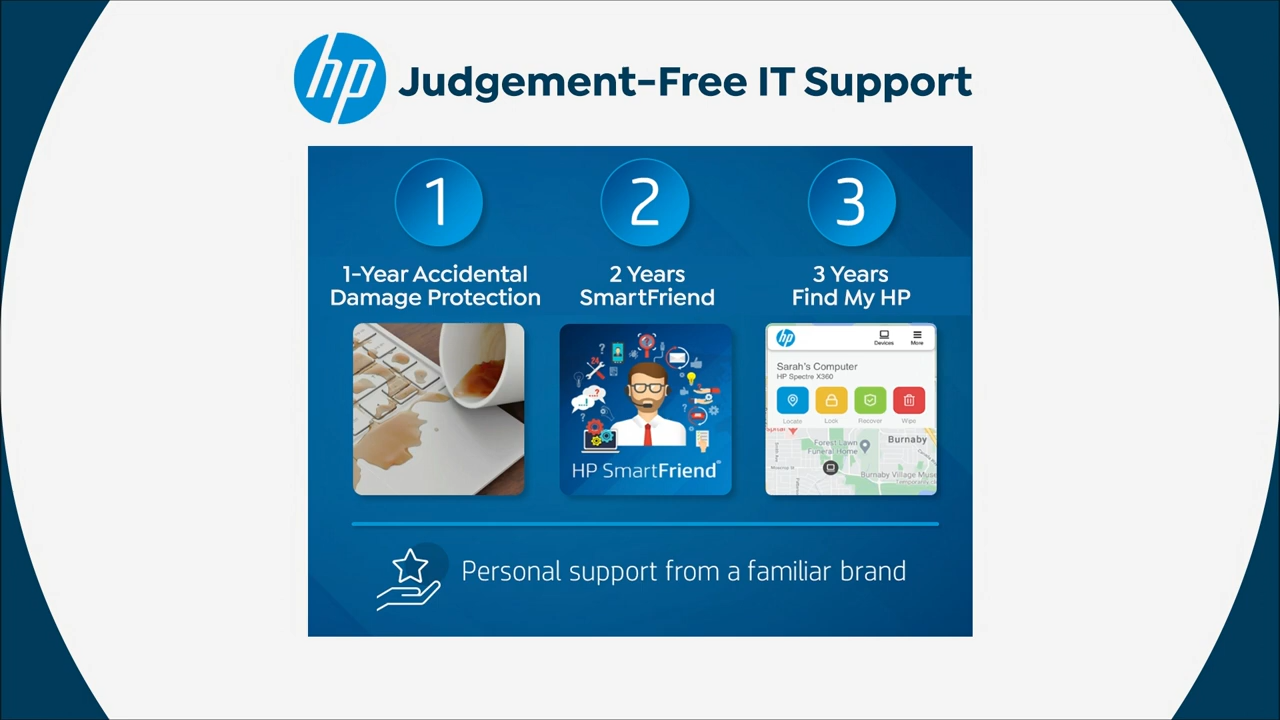 hp Judgement-Free IT Support
1
2
3
1-Year Accidental
Damage Protection
2 Years
SmartFriend
3 Years
Find My HP
24
HP SmartFriend
hp
Devices
More
Sarah's Computer
HP Spectre X360
Locate
Lock
Recover
Wipe
Forest Lawn
Funeral Home
Burnaby
Burnaby Village Muse
Personal support from a familiar brand